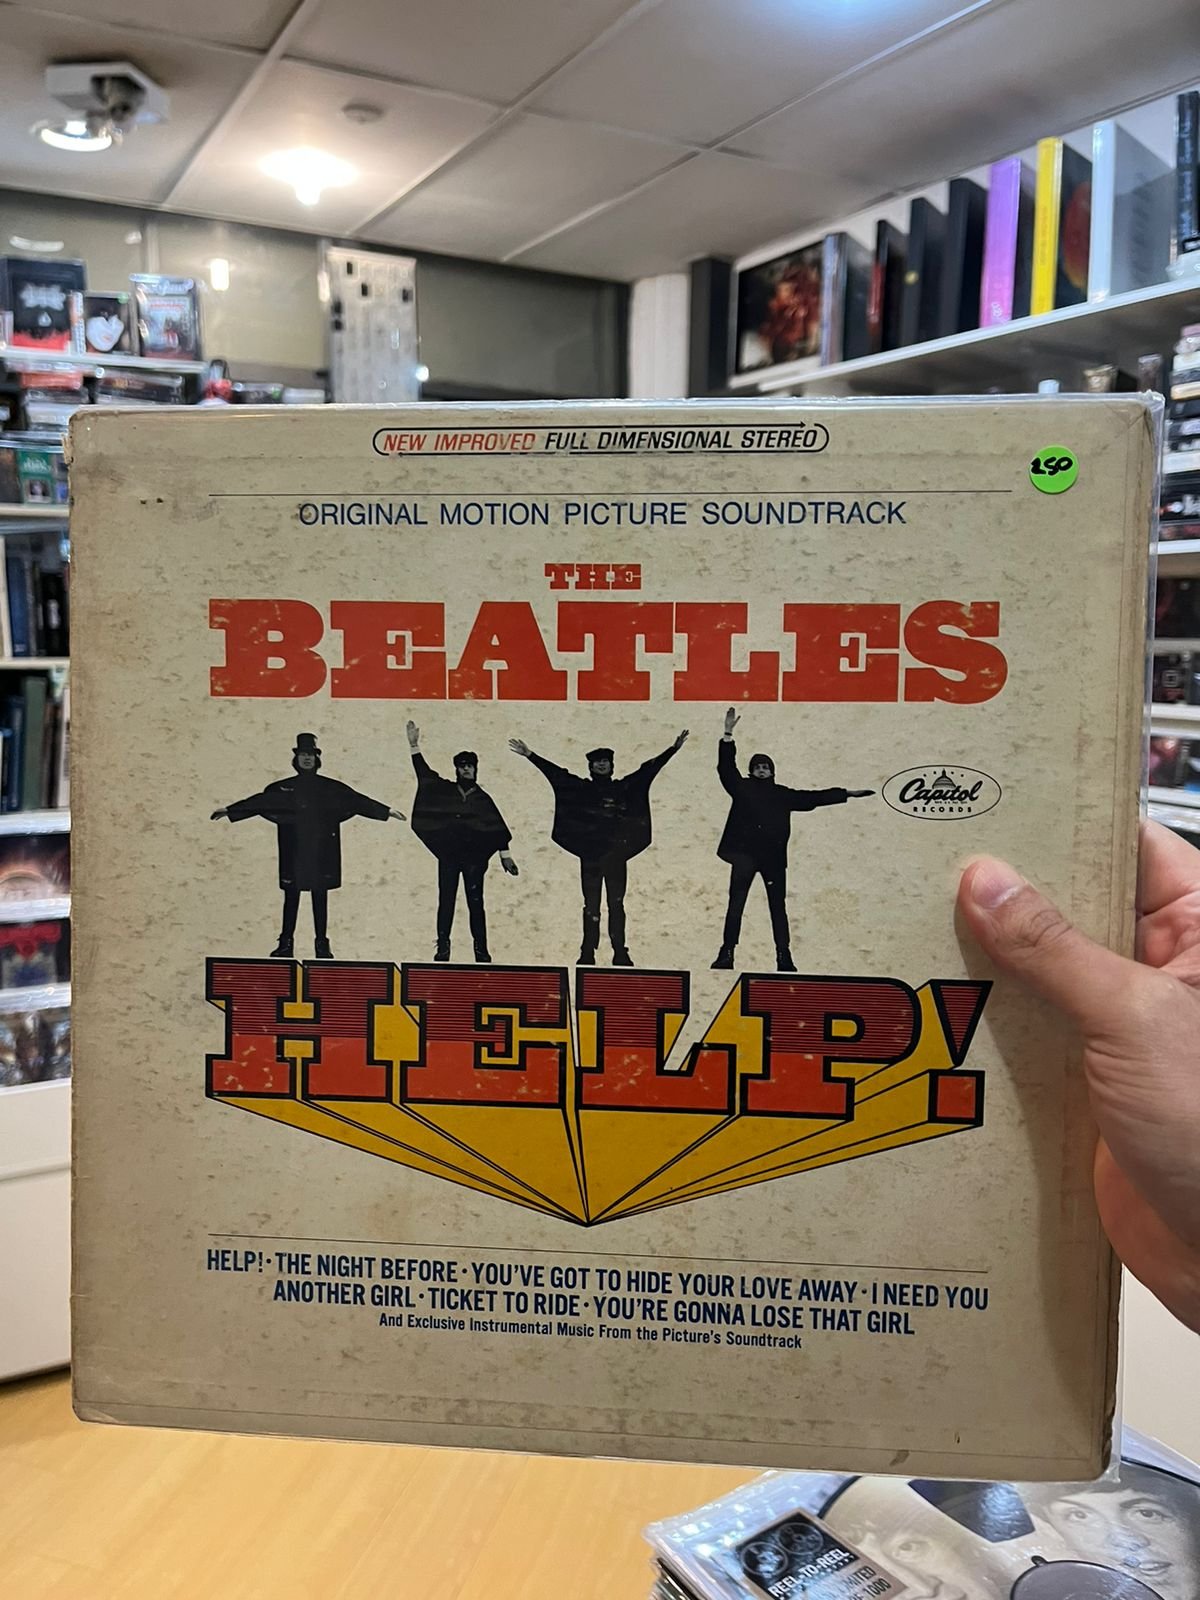 NEW IMPROVED FULL DIMENSIONAL STEREO
250
ORIGINAL MOTION PICTURE SOUNDTRACK
THE
BEATLES
Capitol
RECORDS
HELP!
HELP! · THE NIGHT BEFORE · YOU'VE GOT TO HIDE YOUR LOVE AWAY · I NEED YOU
ANOTHER GIRL · TICKET TO RIDE · YOU'RE GONNA LOSE THAT GIRL
And Exclusive Instrumental Music From the Picture's Soundtrack
REEL-TO-REEL
1000